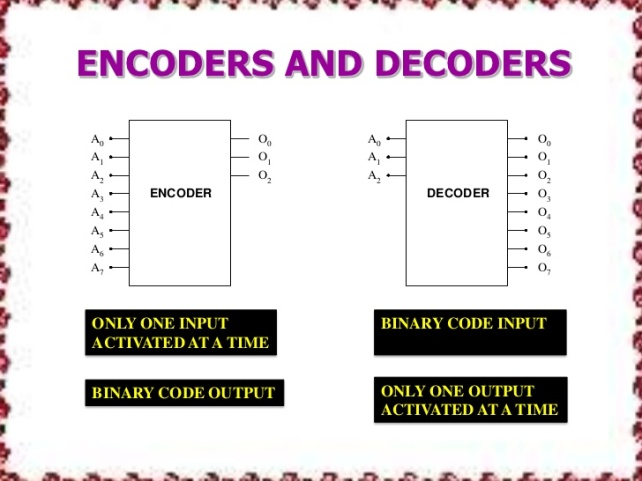 ENCODERS AND DECODERS
A0 O0
A1 O1
A2 O2
A3
ENCODER
A4
A5
A6
A7
A0 O0
A1 O1
A2 O2
DECODER O3
O4
O5
O6
O7
ONLY ONE INPUT
ACTIVATED AT A TIME
BINARY CODE OUTPUT
BINARY CODE INPUT
ONLY ONE OUTPUT
ACTIVATED AT A TIME